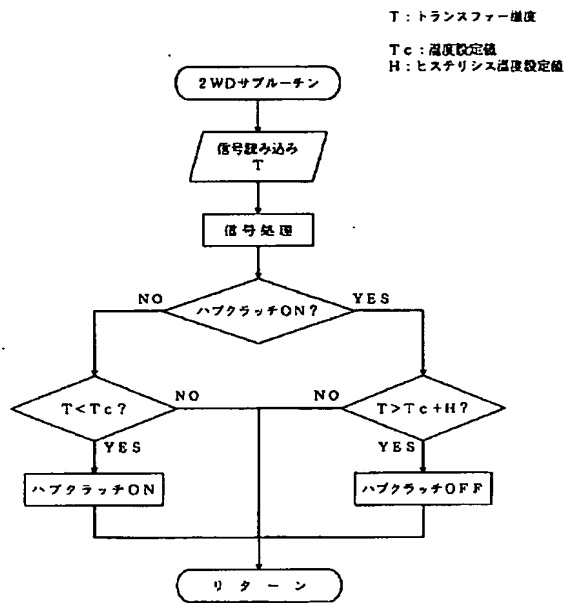 T：トランスファー温度
Tc：温度設定値
H：ヒステリシス温度設定値
2WDサブルーチン
信号読み込み
T
信号処理
ハブクラッチON？
NO
YES
T<Tc？
NO
YES
T>Tc+H？
NO
YES
ハブクラッチON
ハブクラッチOFF
リターン